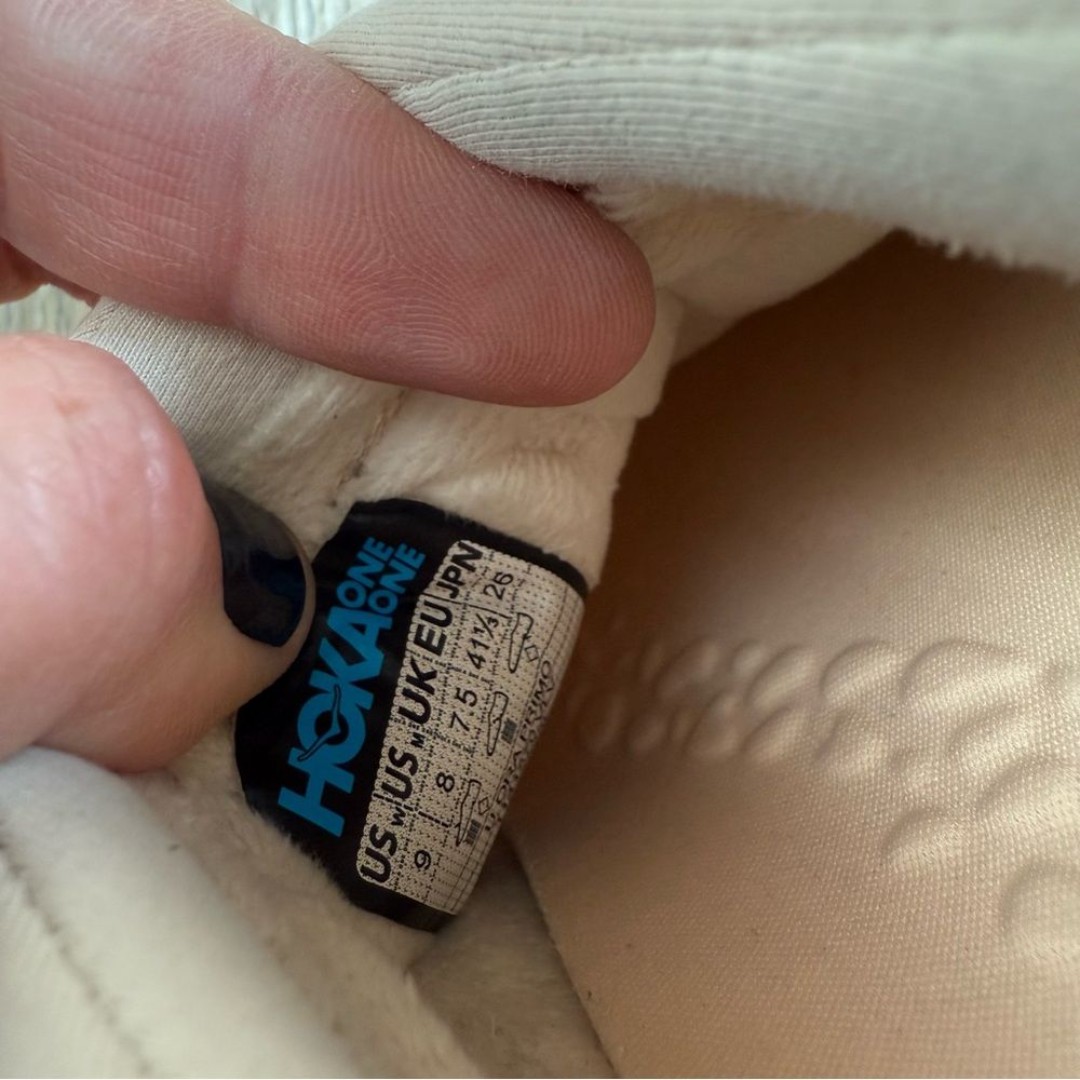 HOKA ONE
ONE
US W US M UK EU JPN
9 8 7.5 41⅓ 26